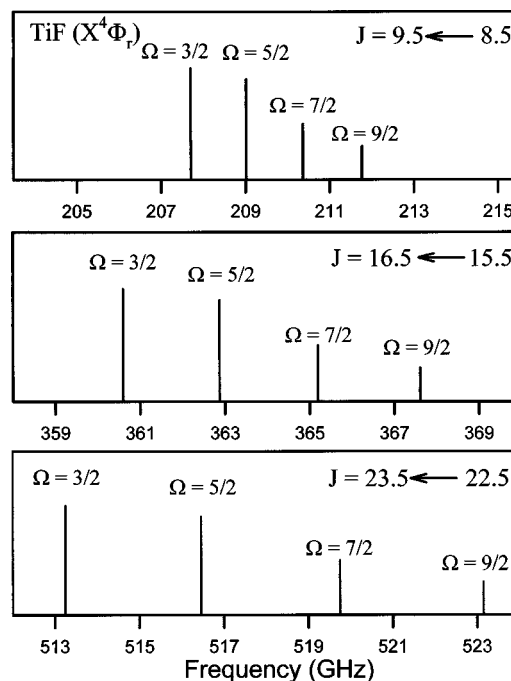 TiF (X⁴Φᵣ)
J = 9.5 ← 8.5
Ω = 3/2 Ω = 5/2
Ω = 7/2
Ω = 9/2
205 207 209 211 213 215
J = 16.5 ← 15.5
Ω = 3/2
Ω = 5/2
Ω = 7/2
Ω = 9/2
359 361 363 365 367 369
J = 23.5 ← 22.5
Ω = 3/2
Ω = 5/2
Ω = 7/2
Ω = 9/2
513 515 517 519 521 523
Frequency (GHz)